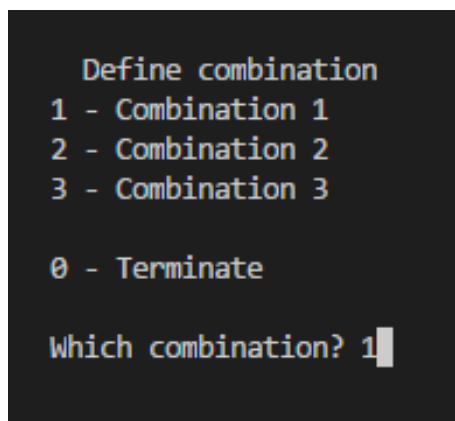 Define combination
1 - Combination 1
2 - Combination 2
3 - Combination 3
0 - Terminate
Which combination? 1